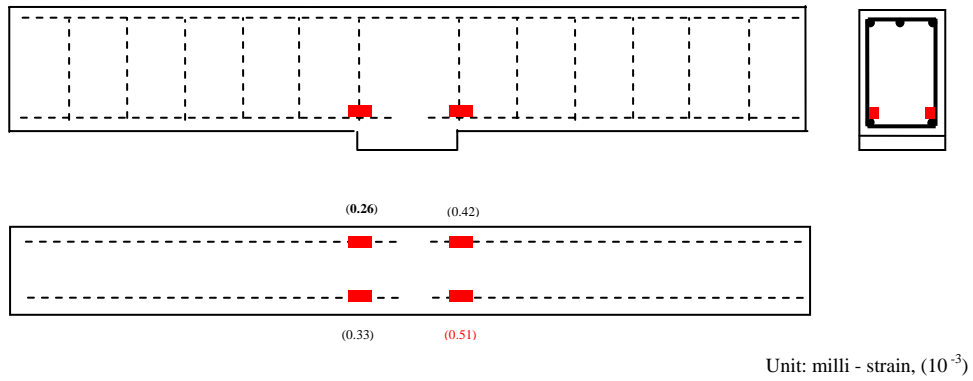 (0.26) (0.42)
(0.33) (0.51)
Unit: milli - strain, (10⁻³)